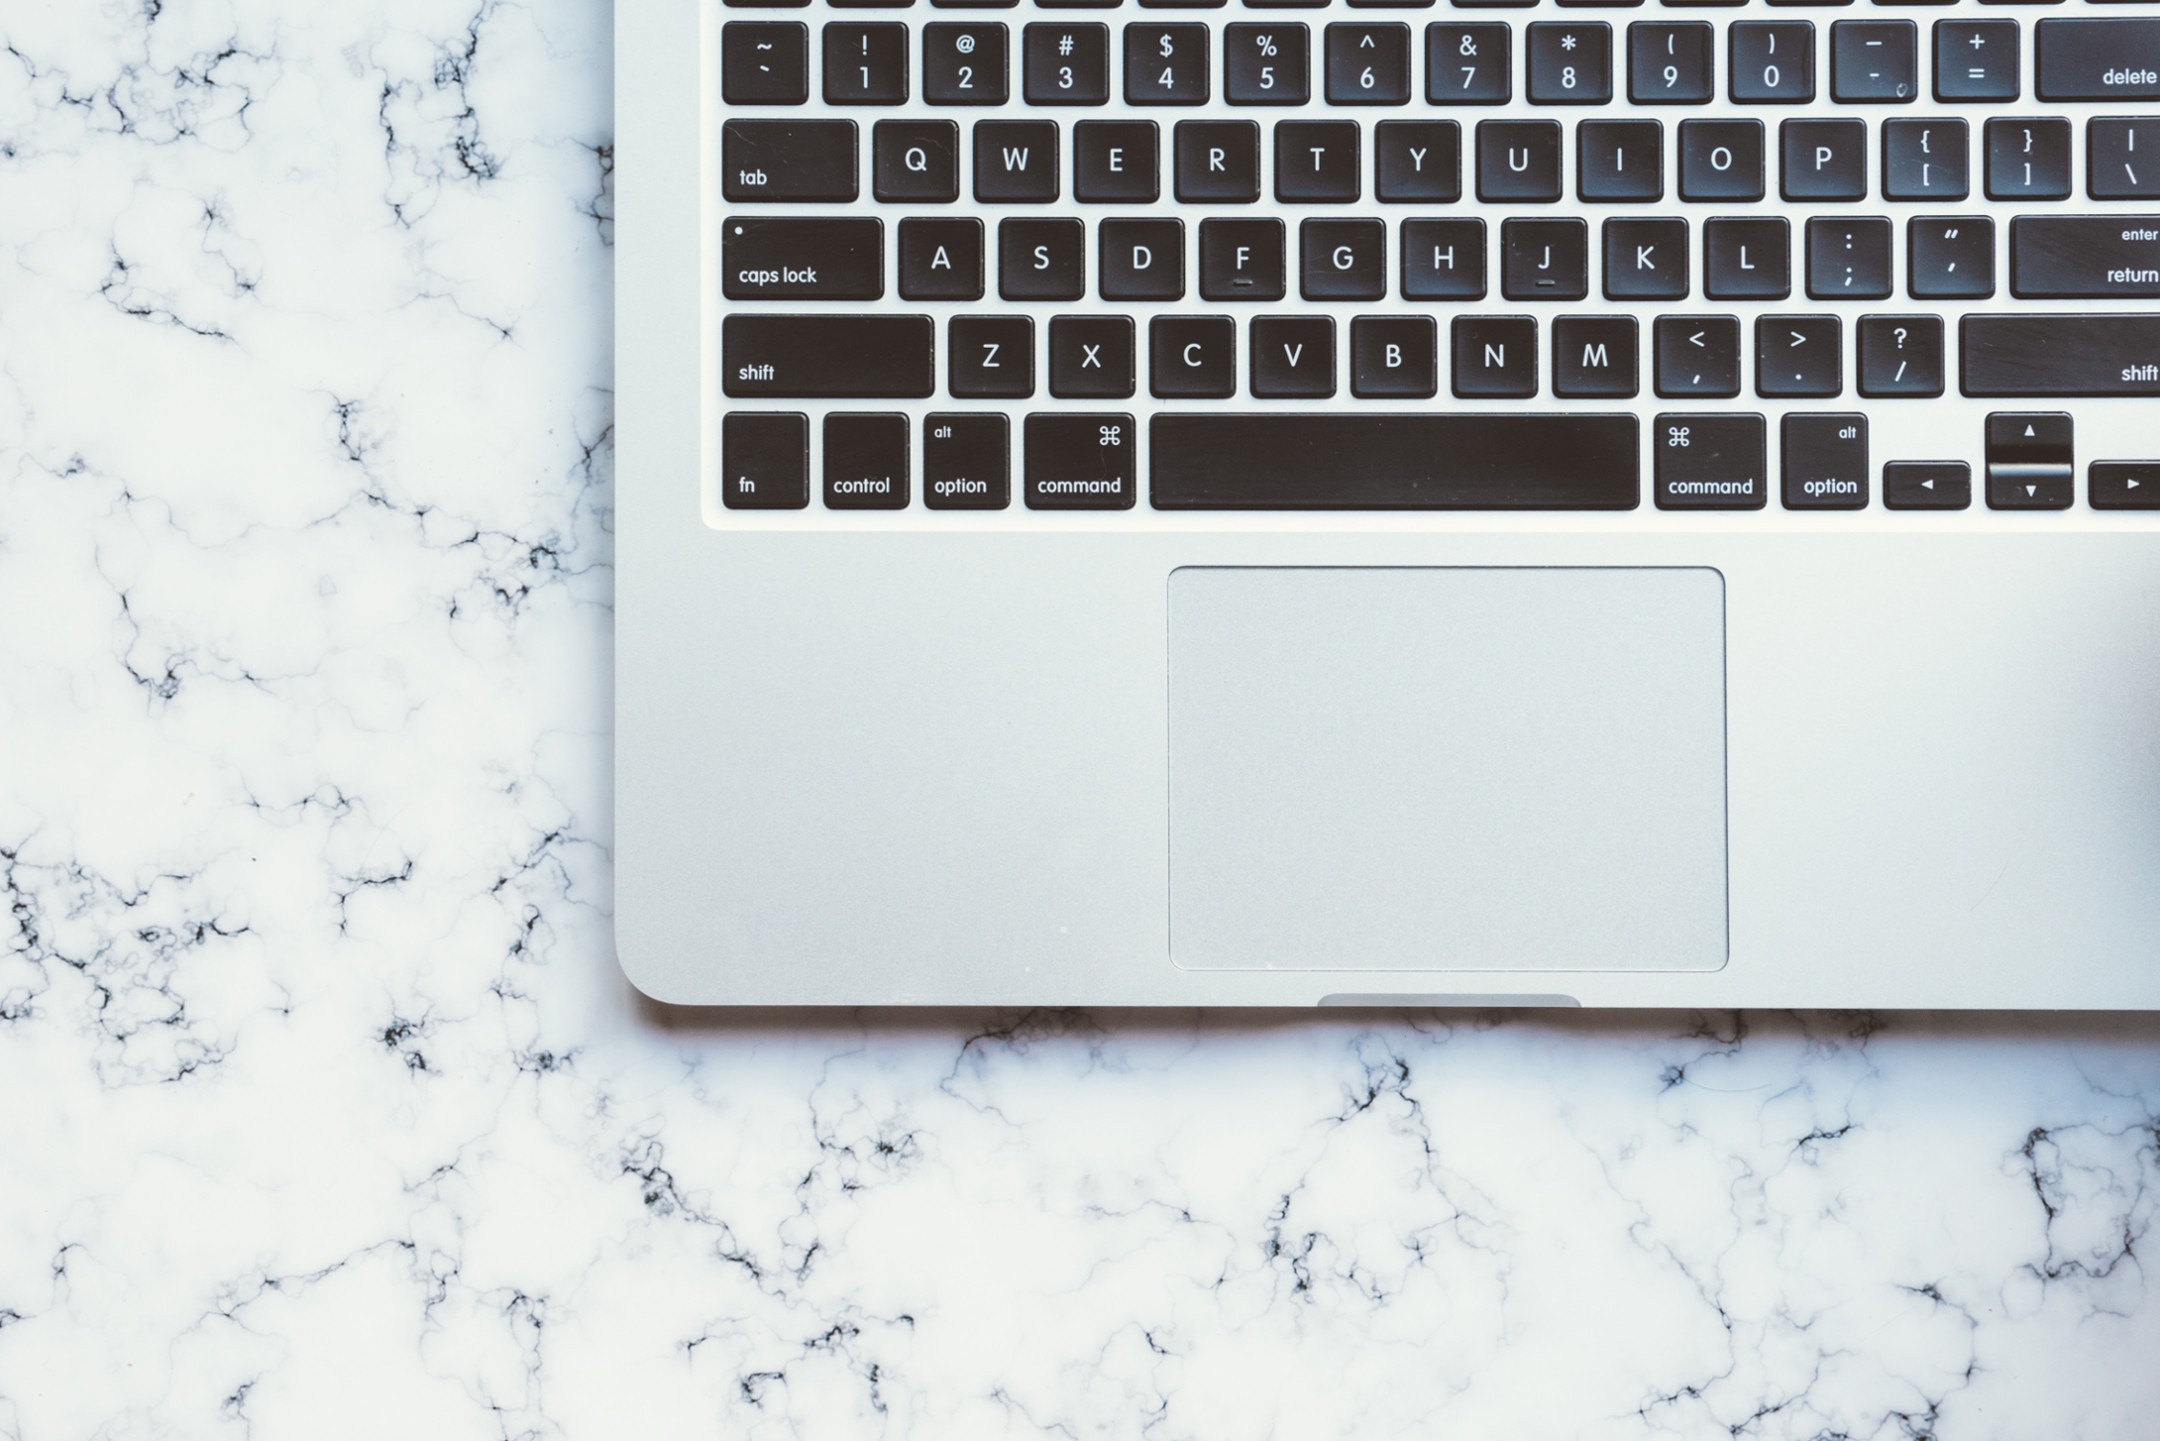 ~ ! @ # $ % ^ & * ( ) — +
` 1 2 3 4 5 6 7 8 9 0 - = delete
tab Q W E R T Y U I O P { [ } ] | \
caps lock A S D F G H J K L : ; " ' enter return
shift Z X C V B N M < , > . ? / shift
fn control alt option ⌘ command ⌘ command alt option ◄ ▲ ▼ ►